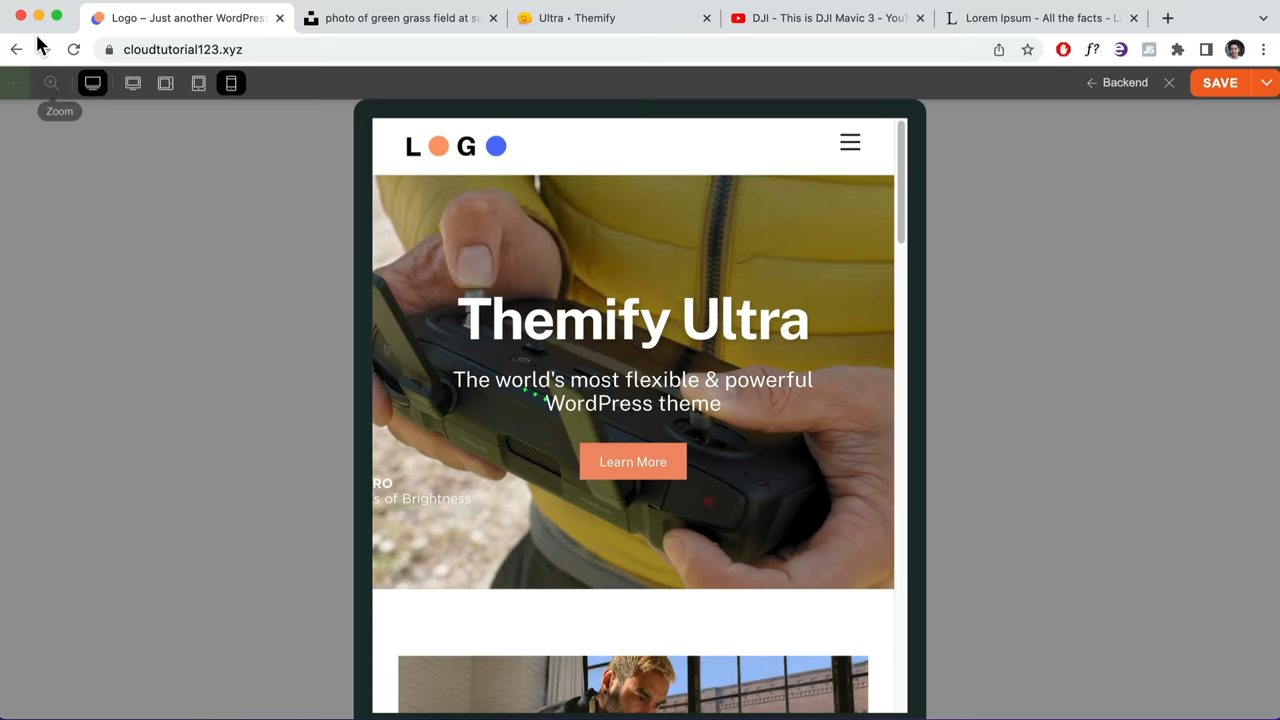 Logo – Just another WordPress
photo of green grass field at su
Ultra • Themify
DJI - This is DJI Mavic 3 - YouT
Lorem Ipsum - All the facts - Li
cloudtutorial123.xyz
f?
JS
Backend
SAVE
Zoom
L G
Themify Ultra
The world's most flexible & powerful
WordPress theme
Learn More
RO
s of Brightness